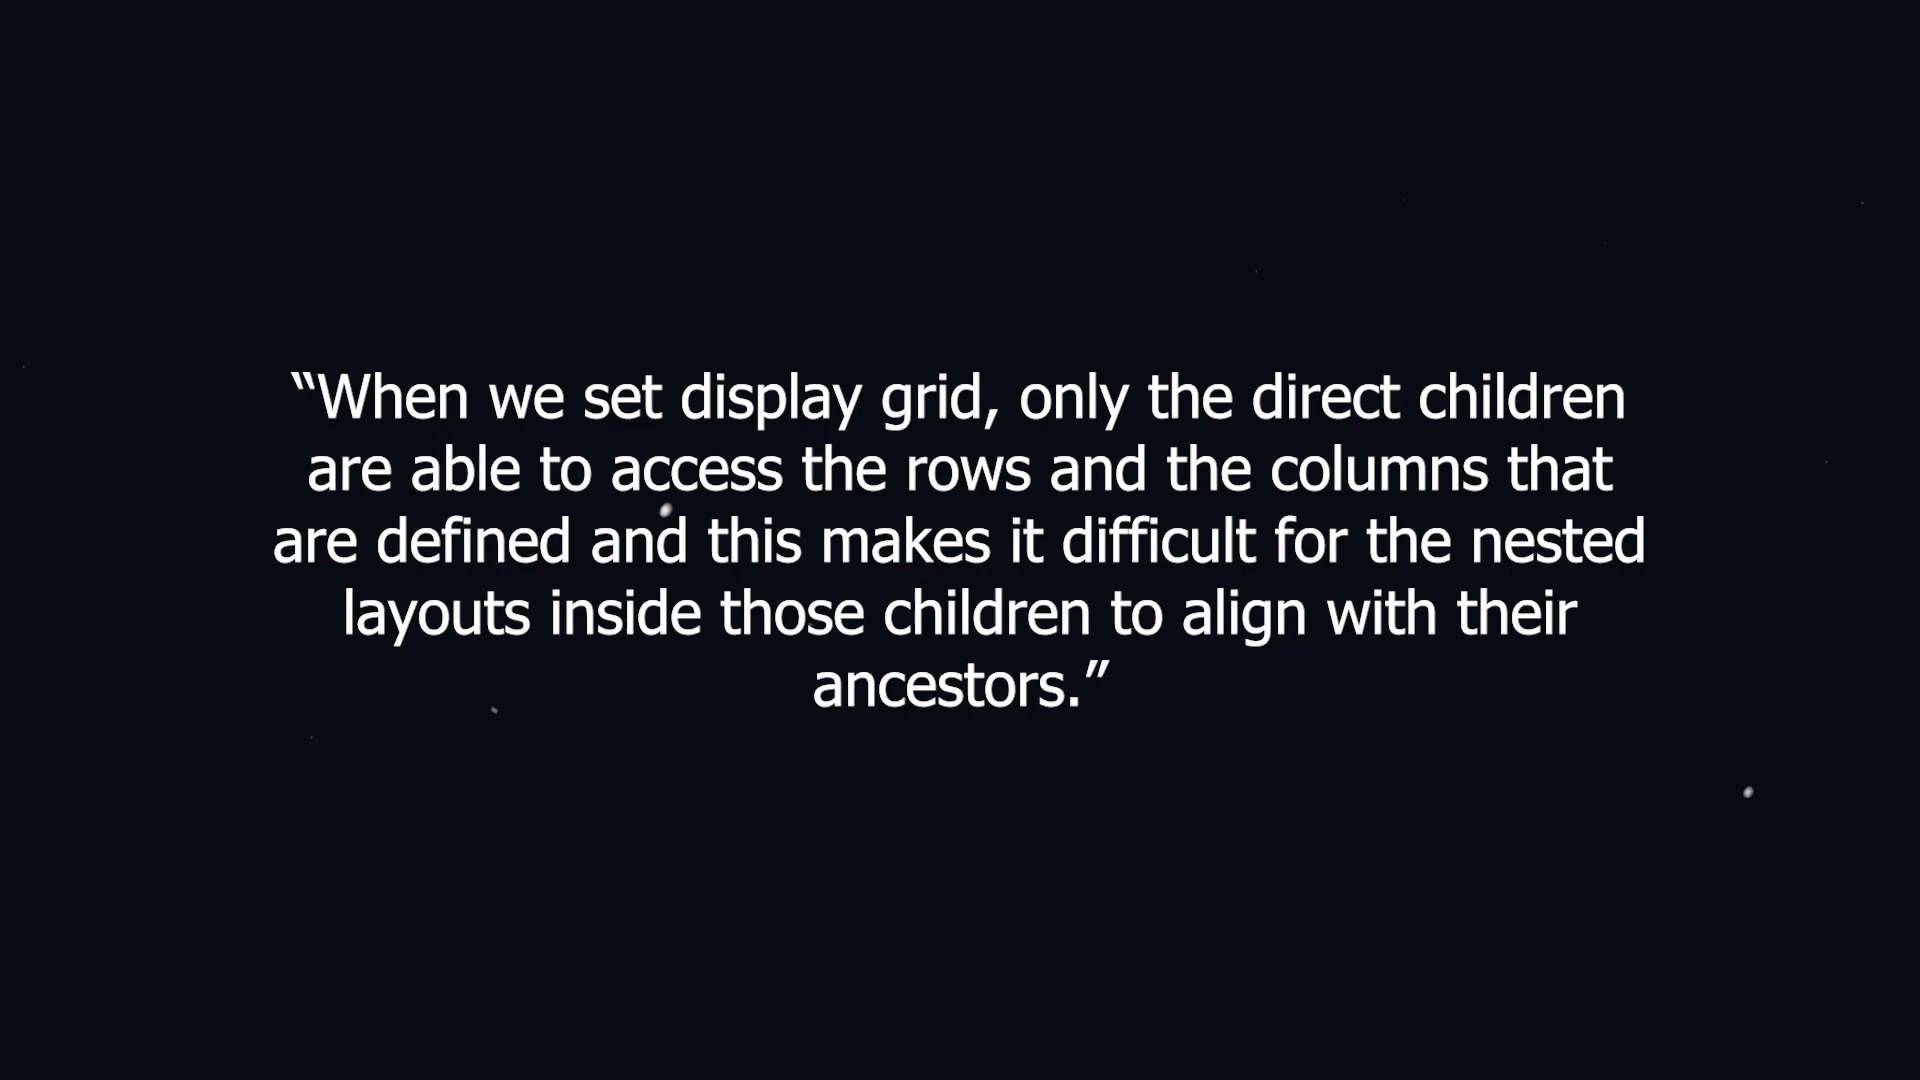 “When we set display grid, only the direct children
are able to access the rows and the columns that
are defined and this makes it difficult for the nested
layouts inside those children to align with their
ancestors.”